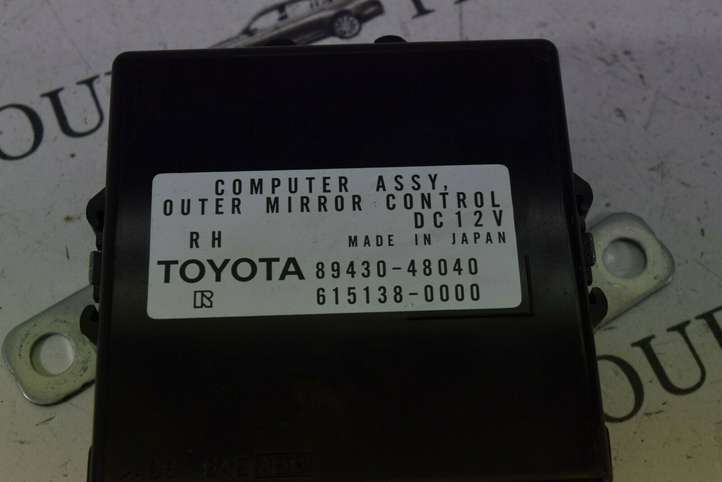 COMPUTER ASSY,
OUTER MIRROR CONTROL
DC12V
RH MADE IN JAPAN
TOYOTA 89430-48040
R 615138-0000